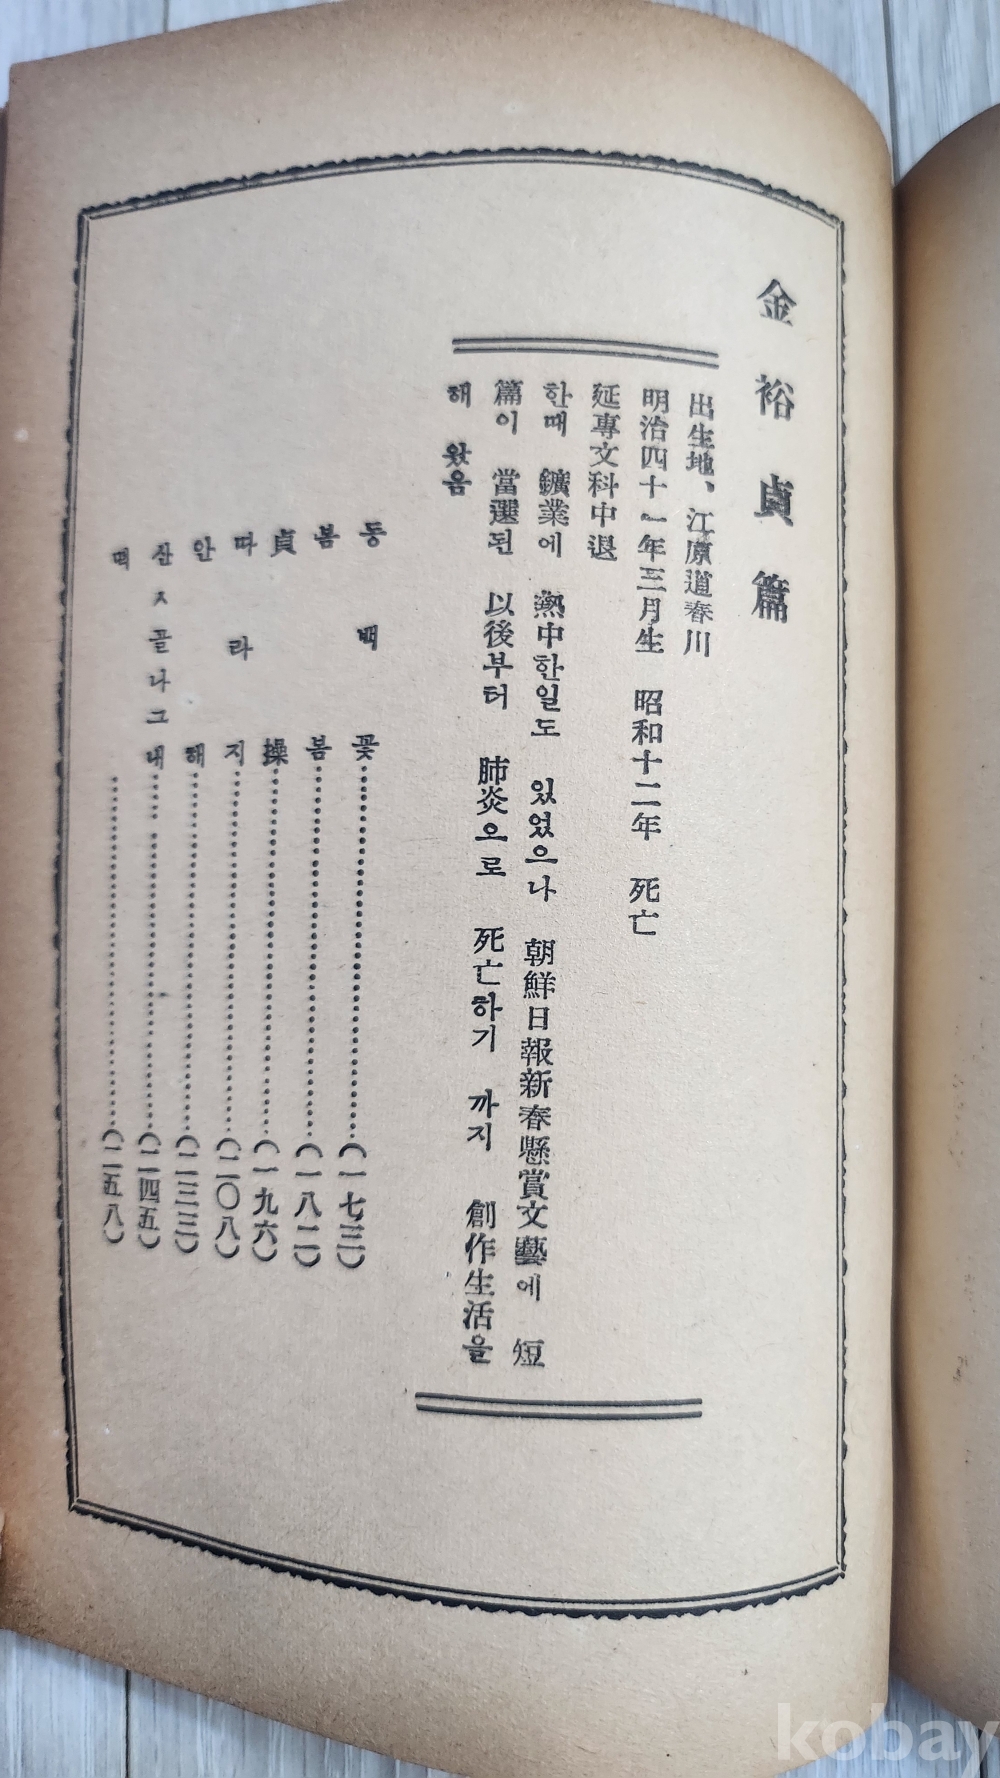 金裕貞篇
出生地、江原道春川
明治四十一年三月生 昭和十二年 死亡
延專文科中退
한때 鑛業에 熱中한일도 있었으나 朝鮮日報新春懸賞文藝에 短
篇이 當選된 以後부터 肺炎으로 死亡하기 까지 創作生活을
해 왔음
동백꽃……………………(一七三)
봄봄……………………(一八二)
貞操……………………(一九六)
따라지……………………(二〇八)
안해……………………(二三三)
산ㅅ골나그내……………………(二四五)
떡……………………(二五八)
kobay